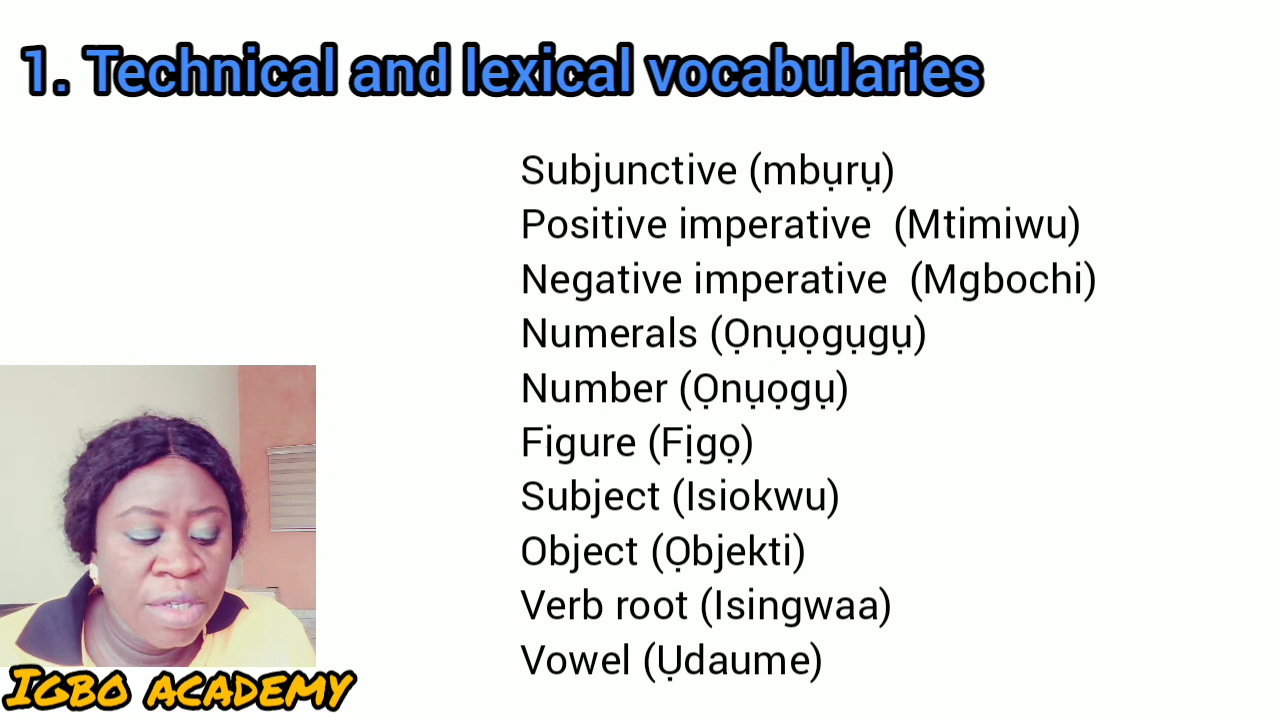 1. Technical and lexical vocabularies
Subjunctive (mbụrụ)
Positive imperative (Mtimiwu)
Negative imperative (Mgbochi)
Numerals (Ọnụọgụgụ)
Number (Ọnụọgụ)
Figure (Fịgọ)
Subject (Isiokwu)
Object (Ọbjekti)
Verb root (Isingwaa)
Vowel (Ụdaume)
IGBO ACADEMY